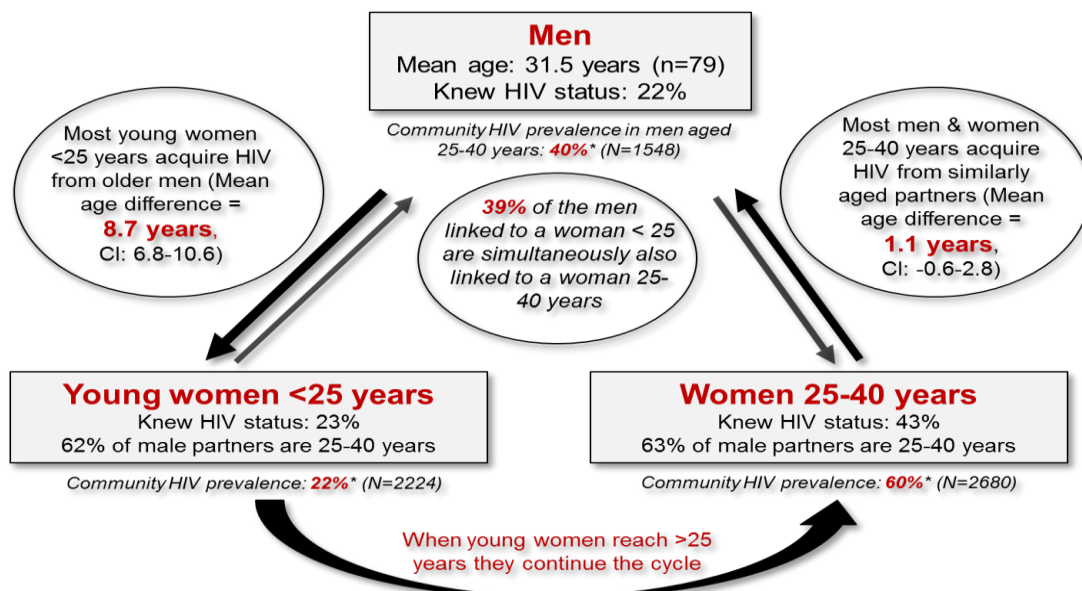 Men
Mean age: 31.5 years (n=79)
Knew HIV status: 22%
Community HIV prevalence in men aged
25-40 years: 40%* (N=1548)
Most young women
<25 years acquire HIV
from older men (Mean
age difference =
8.7 years,
CI: 6.8-10.6)
39% of the men
linked to a woman < 25
are simultaneously also
linked to a woman 25-
40 years
Most men & women
25-40 years acquire
HIV from similarly
aged partners (Mean
age difference =
1.1 years,
CI: -0.6-2.8)
Young women <25 years
Knew HIV status: 23%
62% of male partners are 25-40 years
Community HIV prevalence: 22%* (N=2224)
Women 25-40 years
Knew HIV status: 43%
63% of male partners are 25-40 years
Community HIV prevalence: 60%* (N=2680)
When young women reach >25
years they continue the cycle